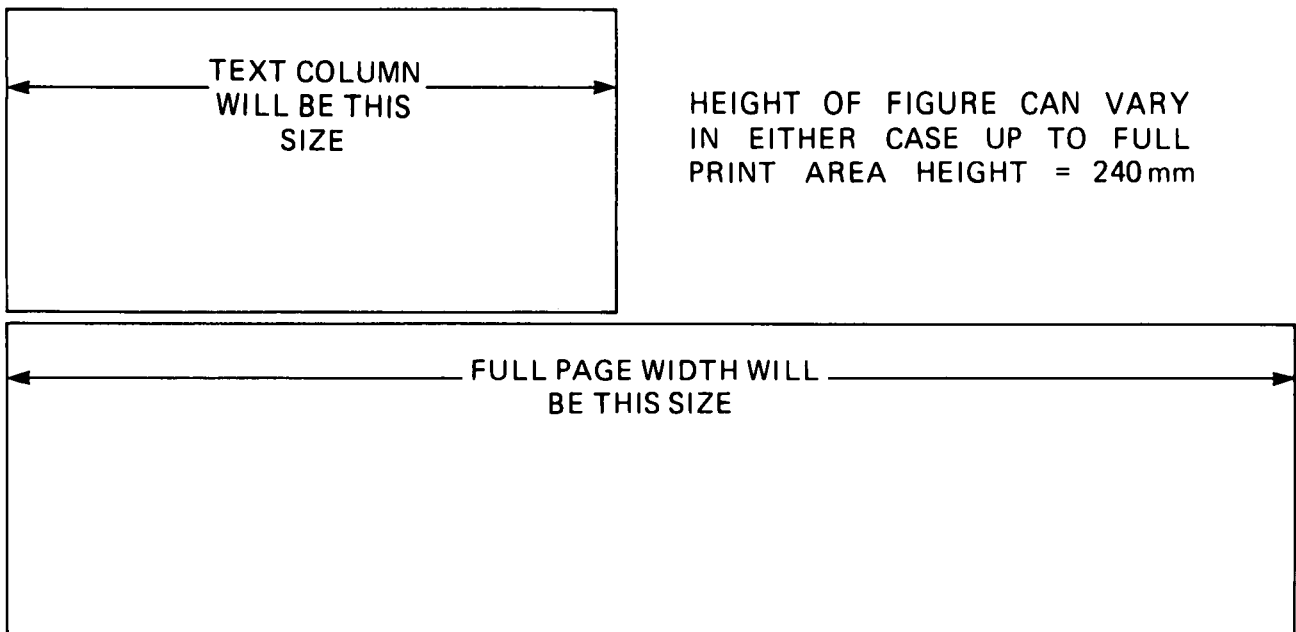 TEXT COLUMN
WILL BE THIS
SIZE
HEIGHT OF FIGURE CAN VARY
IN EITHER CASE UP TO FULL
PRINT AREA HEIGHT = 240 mm
FULL PAGE WIDTH WILL
BE THIS SIZE